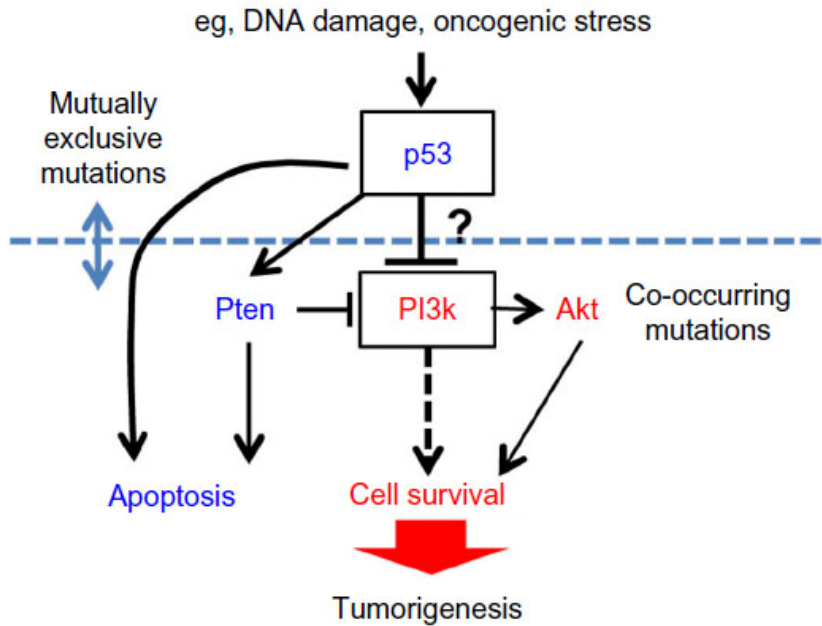 eg, DNA damage, oncogenic stress
Mutually
exclusive
mutations
p53
?
Pten
PI3k
Akt
Co-occurring
mutations
Apoptosis
Cell survival
Tumorigenesis